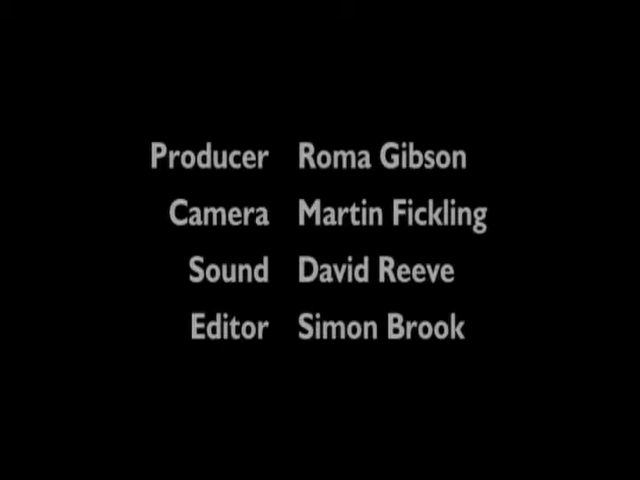 Producer Roma Gibson
Camera Martin Fickling
Sound David Reeve
Editor Simon Brook